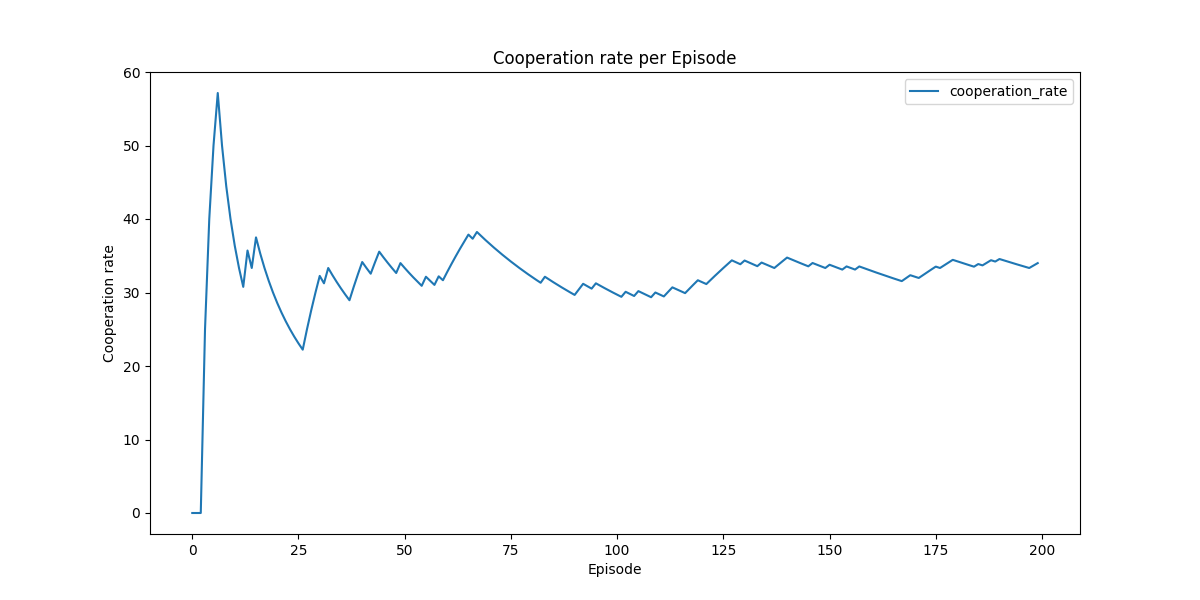 Cooperation rate per Episode
cooperation_rate
Cooperation rate
60
50
40
30
20
10
0
0 25 50 75 100 125 150 175 200
Episode